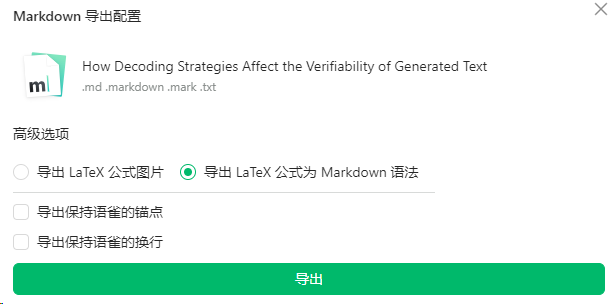 Markdown 导出配置
How Decoding Strategies Affect the Verifiability of Generated Text
.md .markdown .mark .txt
高级选项
导出 LaTeX 公式图片 导出 LaTeX 公式为 Markdown 语法
导出保持语雀的锚点
导出保持语雀的换行
导出